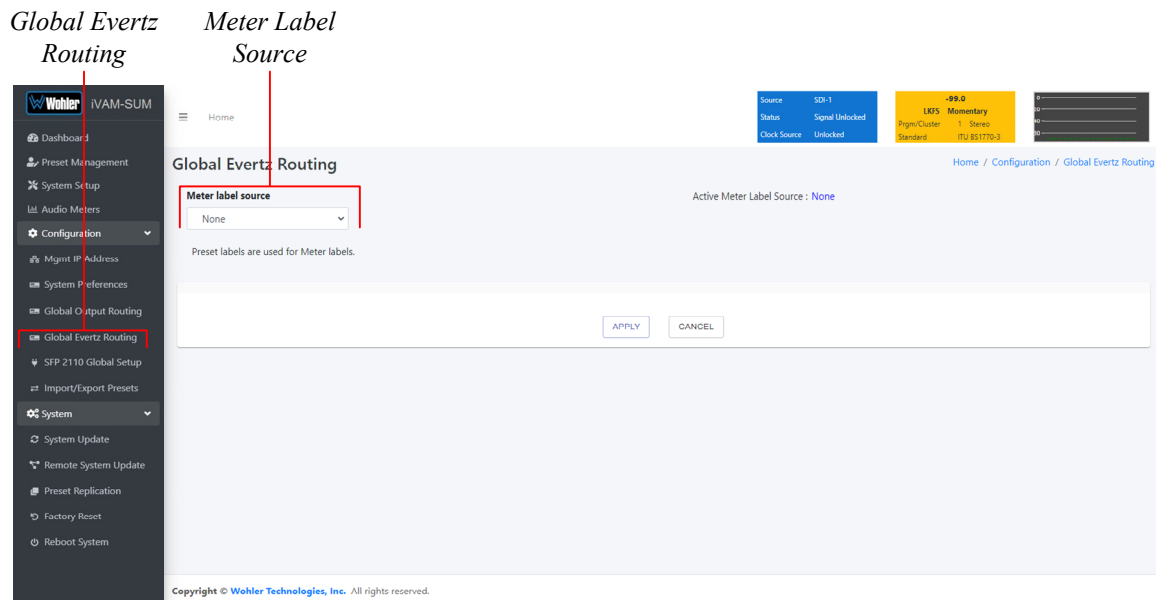 Global Evertz Routing
Meter Label Source
Wohler iVAM-SUM
Dashboard
Preset Management
System Setup
Audio Meters
Configuration
Mgmt IP Address
System Preferences
Global Output Routing
Global Evertz Routing
SFP 2110 Global Setup
Import/Export Presets
System
System Update
Remote System Update
Preset Replication
Factory Reset
Reboot System
Home
Source SDI-1
Status Signal Unlocked
Clock Source Unlocked
-99.0
LKFS Momentary
Prgm/Cluster 1 Stereo
Standard ITU BS1770-3
0
Global Evertz Routing
Home / Configuration / Global Evertz Routing
Meter label source
None
Active Meter Label Source : None
Preset labels are used for Meter labels.
APPLY CANCEL
Copyright © Wohler Technologies, Inc. All rights reserved.